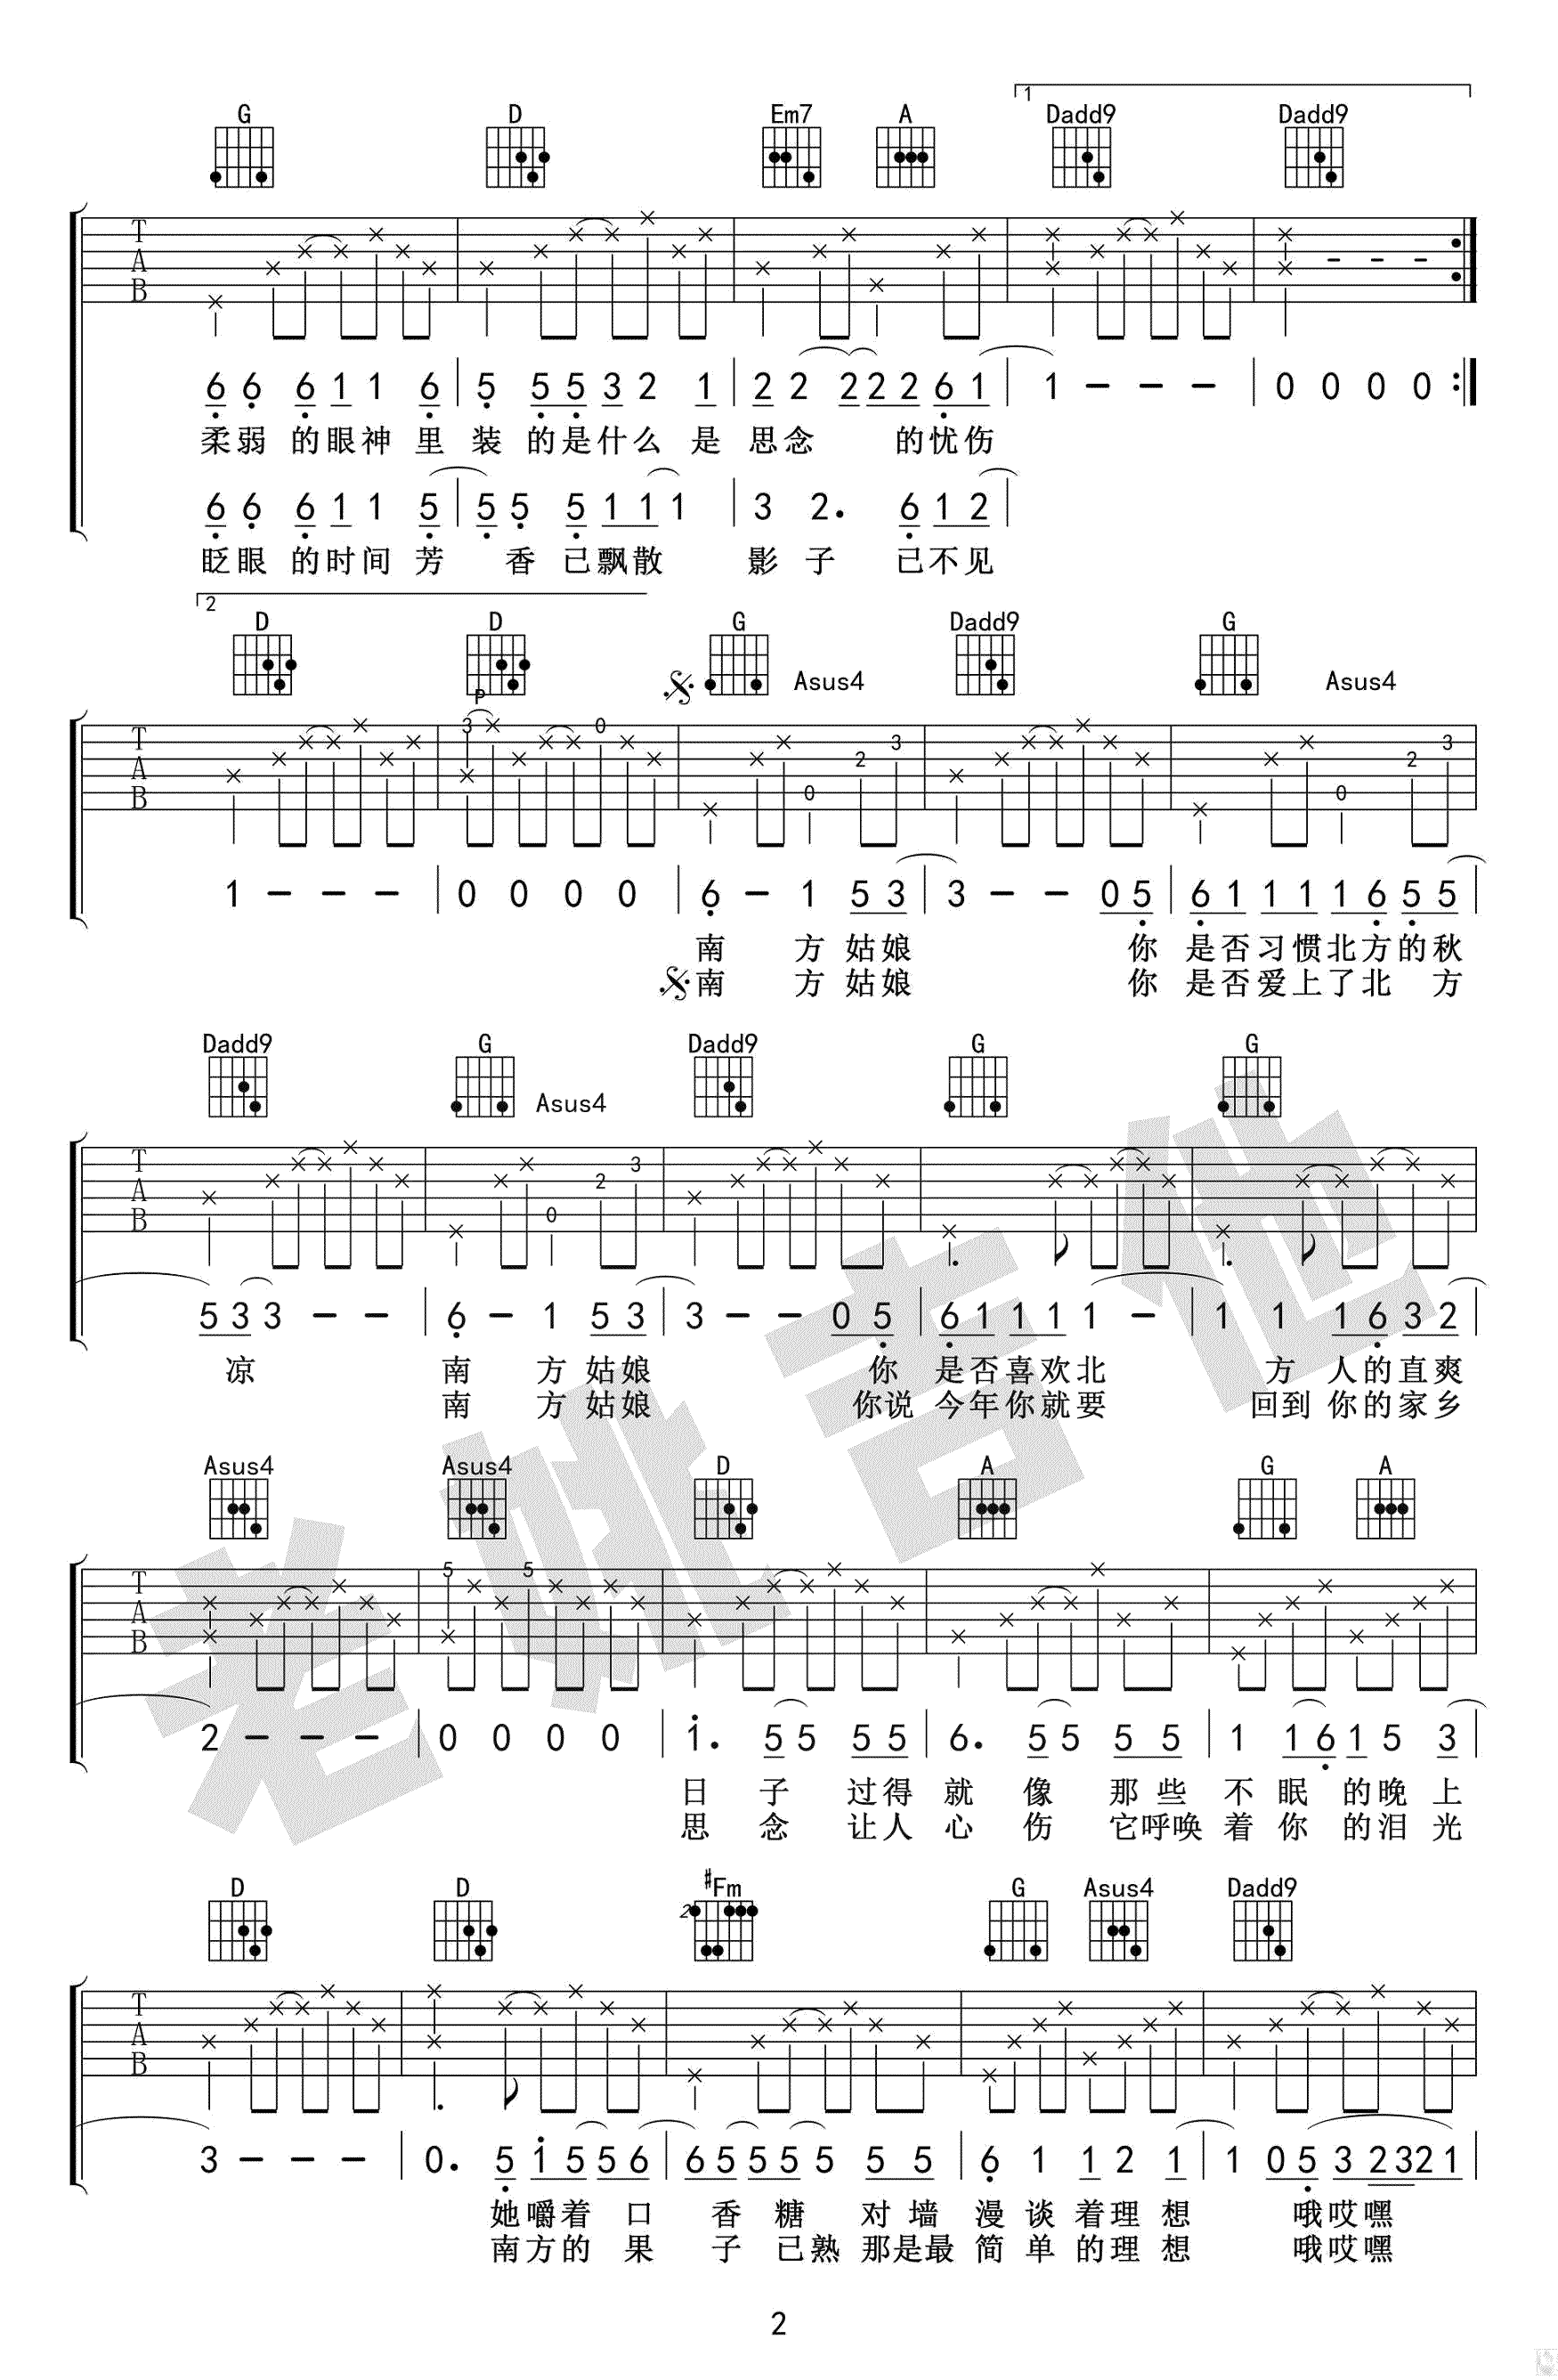 1
G D Em7 A Dadd9 Dadd9
T
A
B
6 6 6 1 1 6 | 5 5 5 3 2 1 | 2 2 2 2 2 6 1 | 1 - - - | 0 0 0 0
柔弱 的眼神里 装 的是什么 是 思念 的忧伤
6 6 6 1 1 5 | 5 5 5 1 1 1 | 3 2. 6 1 2
眨眼 的时间芳 香 已飘散 影 子 已不见
2
D D G Asus4 Dadd9 G Asus4
P
T 3 0 3 3
A 2 2
B 0 0
1 - - - | 0 0 0 0 | 6 - 1 5 3 | 3 - - 0 5 | 6 1 1 1 1 6 5 5
南 方 姑娘 你 是否习惯北方的秋
南 方 姑娘 你 是否爱上了北 方
Dadd9 G Asus4 Dadd9 G G
T 3
A 2
B 0
5 3 3 - - | 6 - 1 5 3 | 3 - - 0 5 | 6 1 1 1 1 - | 1 1 1 6 3 2
凉 南 方 姑娘 你 是否喜欢北 方 人的直爽
南 方 姑娘 你说 今年你就要 回到 你的家乡
Asus4 Asus4 D A G A
T 5 5
A
B
2 - - - | 0 0 0 0 | 1. 5 5 5 5 | 6. 5 5 5 5 | 1 1 6 1 5 3
日 子 过得 就 像 那些 不 眠 的晚上
思 念 让人 心 伤 它呼唤 着 你 的泪光
D D #Fm G Asus4 Dadd9
2
T
A
B
3 - - - | 0. 5 1 5 5 6 | 6 5 5 5 5 5 5 | 6 1 1 2 1 | 1 0 5 3 2 3 2 1
她嚼着 口 香 糖 对墙 漫 谈 着理 想 哦哎嘿
南方的 果 子 已熟 那是最 简 单 的理 想 哦哎嘿
老姚吉他
2